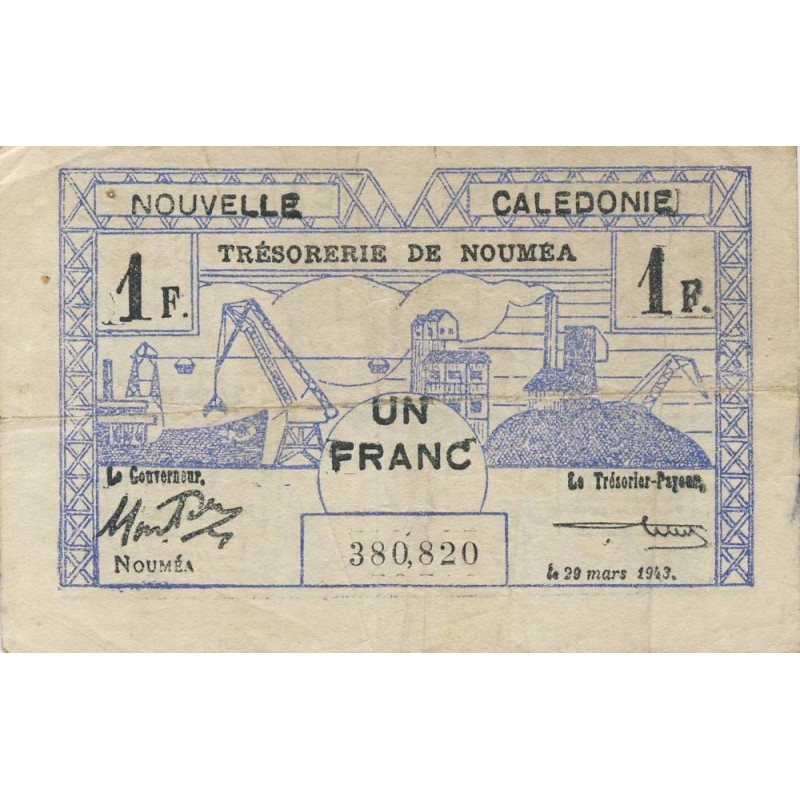 NOUVELLE CALEDONIE
TRÉSORERIE DE NOUMÉA
1 F. 1 F.
UN
FRANC
Le Gouverneur,
Le Trésorier-Payeur,
380,820
NOUMÉA
le 29 mars 1943.